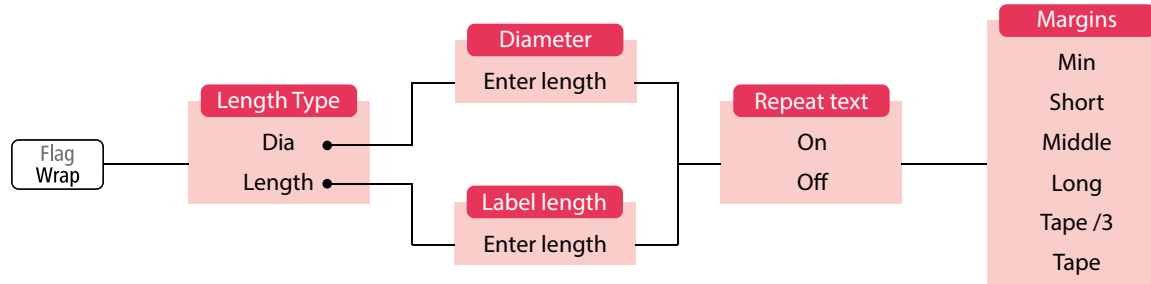 Flag
Wrap
Length Type
Dia
Length
Diameter
Enter length
Label length
Enter length
Repeat text
On
Off
Margins
Min
Short
Middle
Long
Tape /3
Tape